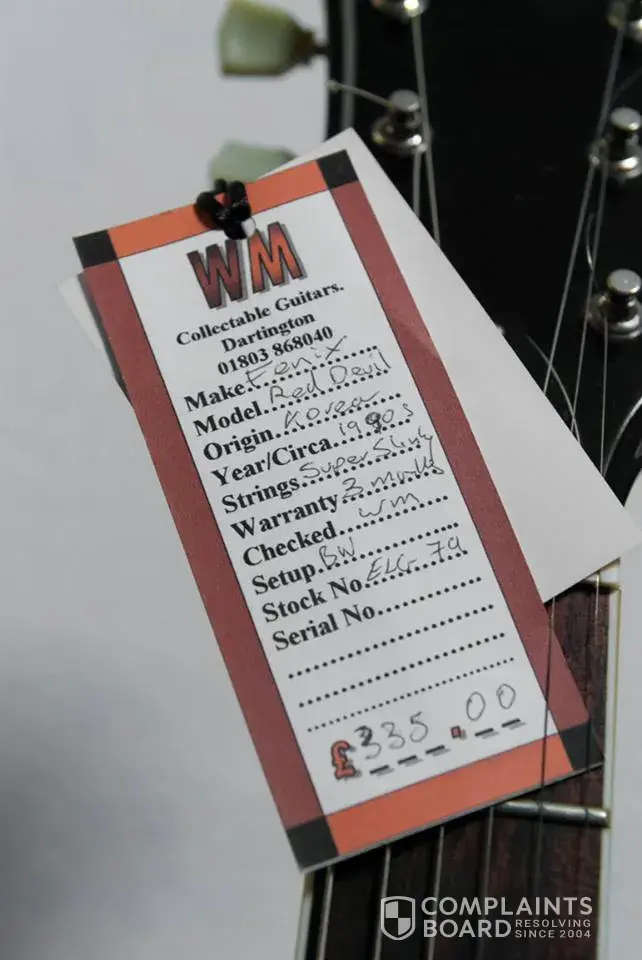 WM
Collectable Guitars.
Dartington
01803 868040
Make Fenix
Model Red Devil
Origin Korea
Year/Circa 1990s
Strings Super Slinky
Warranty 3 months
Checked WM
Setup BW
Stock No ELG 79
Serial No
£335.00
COMPLAINTS
BOARD RESOLVING
SINCE 2004